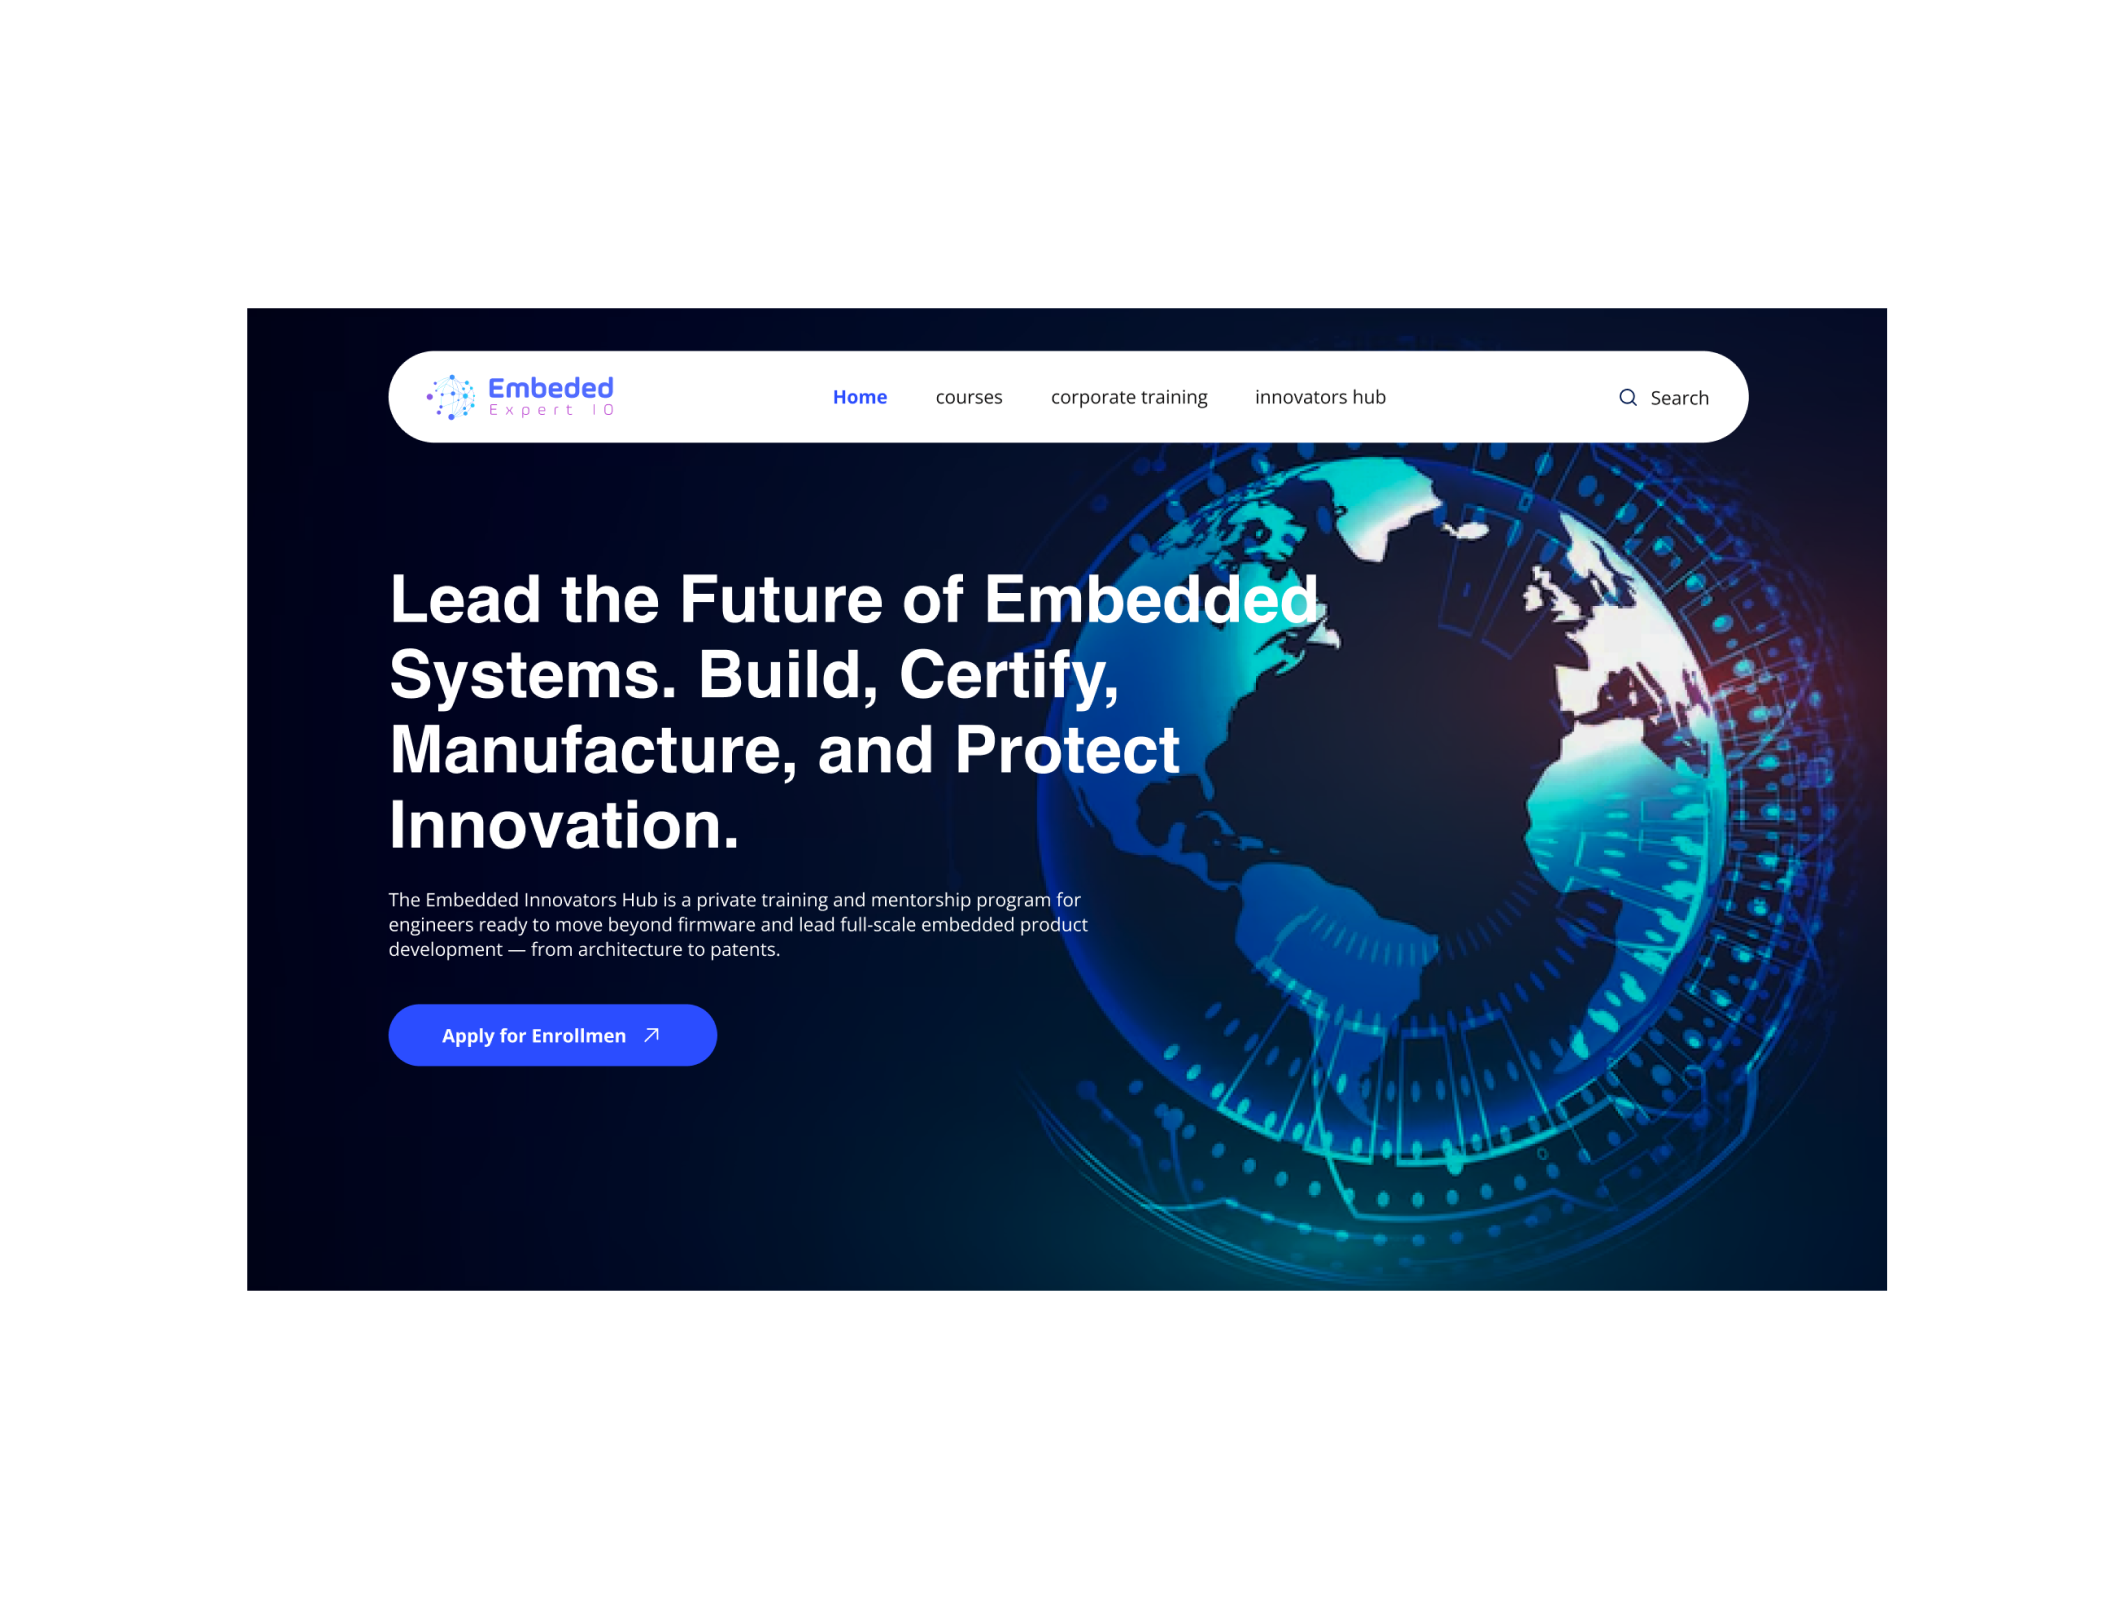 Embeded
Expert IO
Home
courses
corporate training
innovators hub
Search
Lead the Future of Embedded
Systems. Build, Certify,
Manufacture, and Protect
Innovation.
The Embedded Innovators Hub is a private training and mentorship program for
engineers ready to move beyond firmware and lead full-scale embedded product
development — from architecture to patents.
Apply for Enrollmen